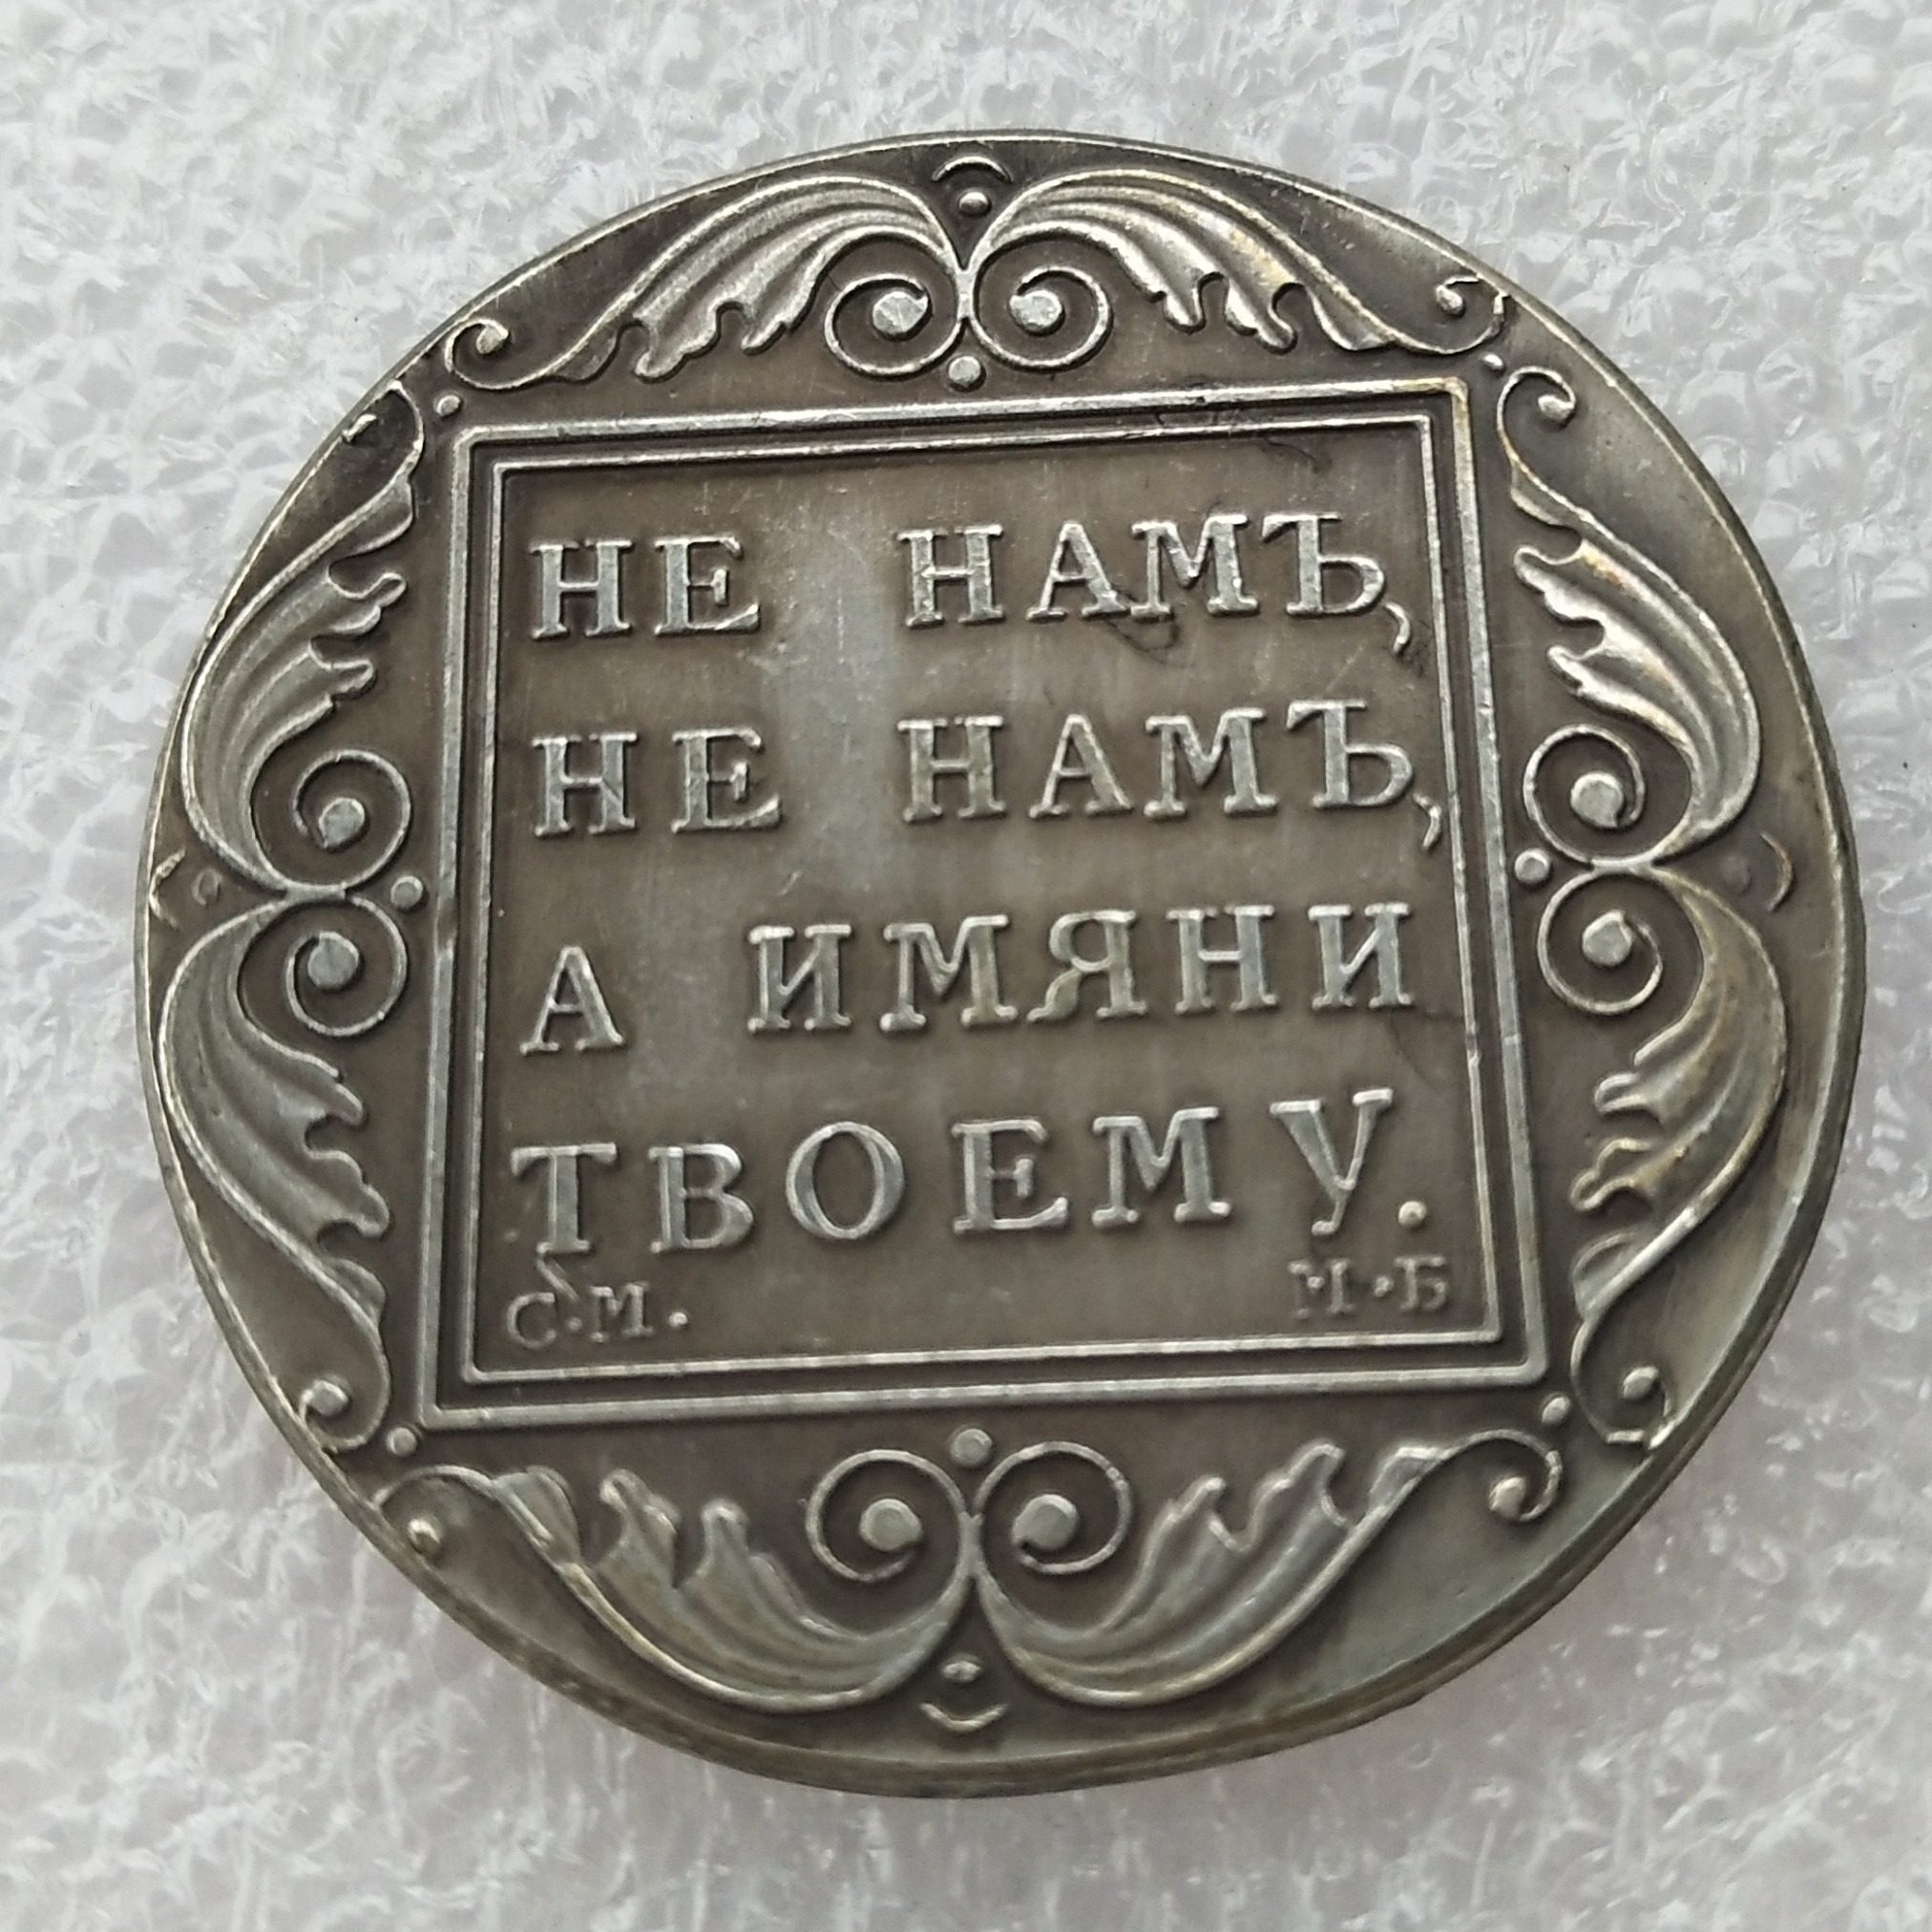 НЕ НАМЪ,
НЕ НАМЪ,
А ИМЯНИ
ТВОЕМУ.
С·М. М·Б